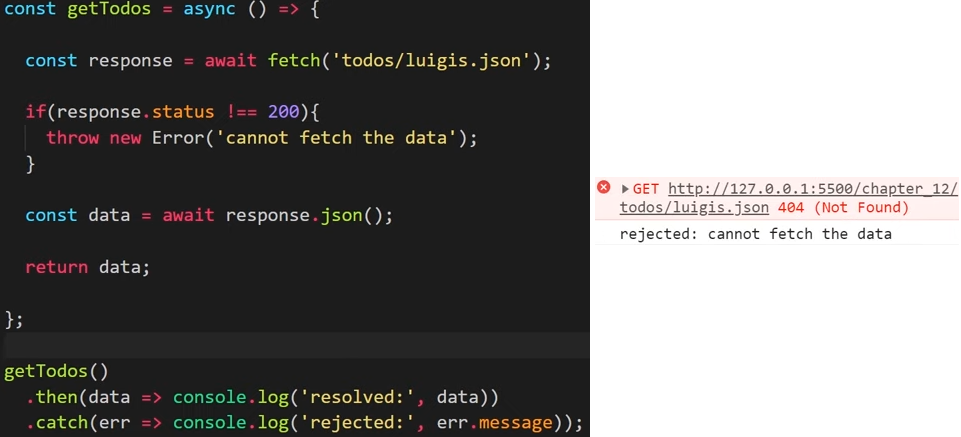 const getTodos = async () => {
const response = await fetch('todos/luigis.json');
if(response.status !== 200){
throw new Error('cannot fetch the data');
}
const data = await response.json();
return data;
};
getTodos()
.then(data => console.log('resolved:', data))
.catch(err => console.log('rejected:', err.message));
GET http://127.0.0.1:5500/chapter_12/
todos/luigis.json 404 (Not Found)
rejected: cannot fetch the data